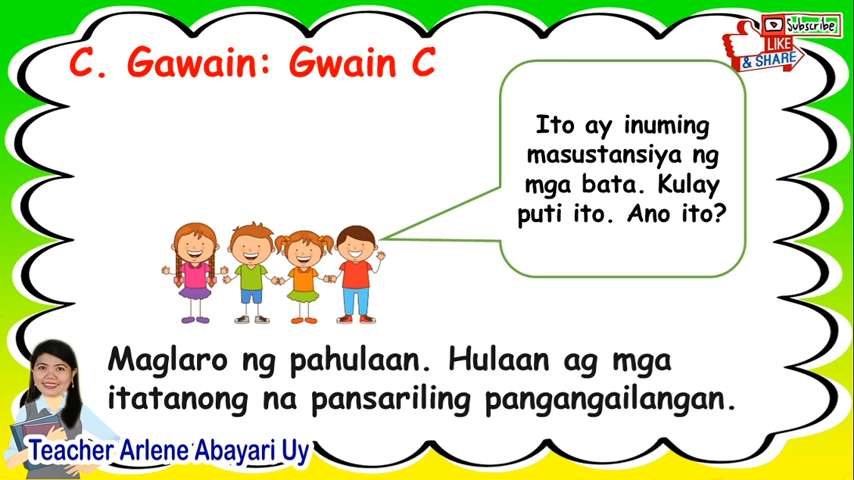 C. Gawain: Gwain C
Subscribe
LIKE
& SHARE
Ito ay inuming
masustansiya ng
mga bata. Kulay
puti ito. Ano ito?
Maglaro ng pahulaan. Hulaan ag mga
itatanong na pansariling pangangailangan.
Teacher Arlene Abayari Uy